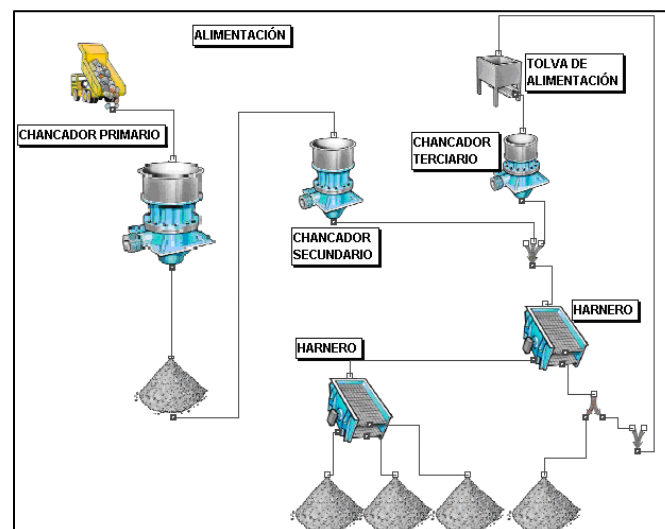 ALIMENTACIÓN
TOLVA DE
ALIMENTACIÓN
CHANCADOR PRIMARIO
CHANCADOR
TERCIARIO
CHANCADOR
SECUNDARIO
HARNERO
HARNERO